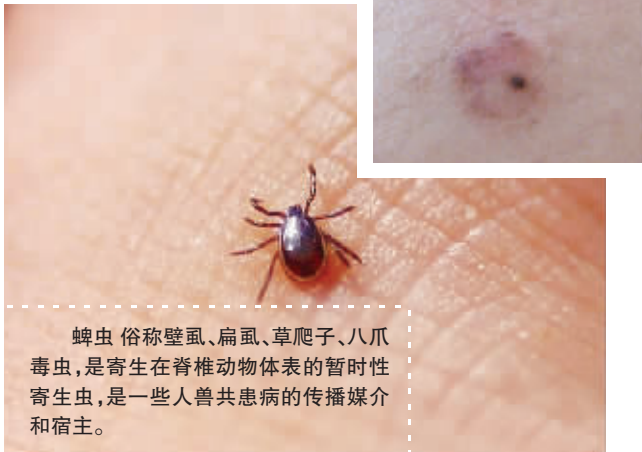 蜱虫 俗称壁虱、扁虱、草爬子、八爪
毒虫,是寄生在脊椎动物体表的暂时性
寄生虫,是一些人兽共患病的传播媒介
和宿主。